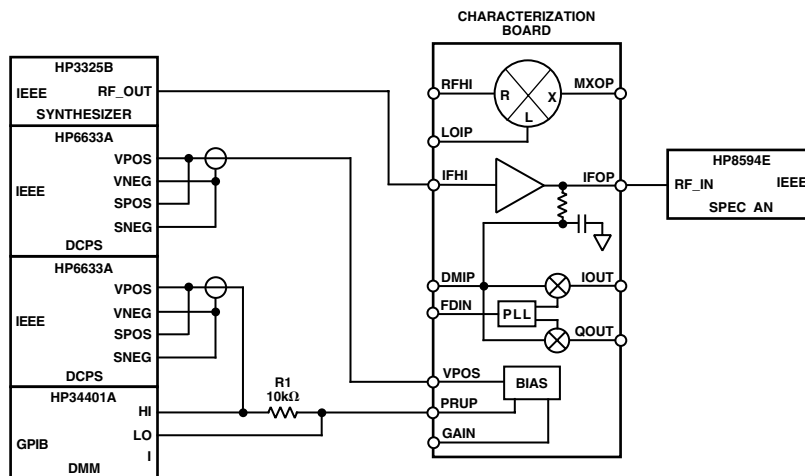 CHARACTERIZATION
BOARD
HP3325B
IEEE
RF_OUT
SYNTHESIZER
HP6633A
VPOS
IEEE
VNEG
SPOS
SNEG
DCPS
HP6633A
VPOS
IEEE
VNEG
SPOS
SNEG
DCPS
HP34401A
HI
GPIB
LO
I
DMM
R1
10kΩ
RFHI
R
X
L
MXOP
LOIP
IFHI
IFOP
DMIP
IOUT
FDIN
PLL
QOUT
VPOS
BIAS
PRUP
GAIN
HP8594E
RF_IN
IEEE
SPEC AN